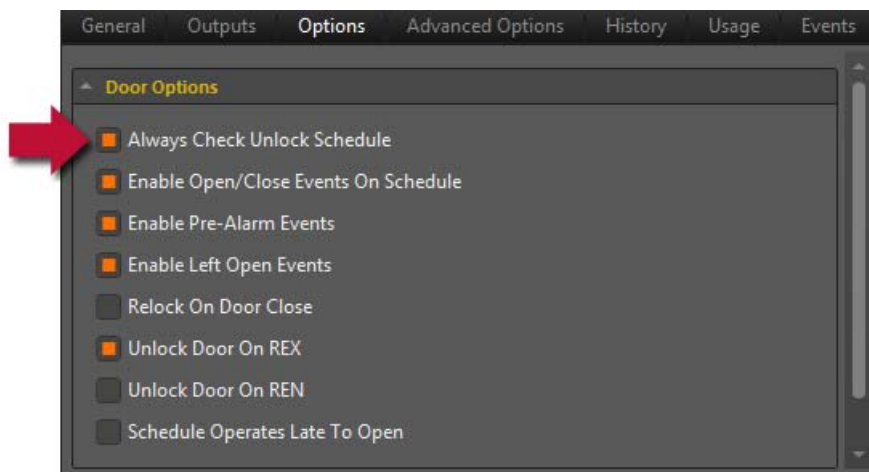 General Outputs Options Advanced Options History Usage Events
Door Options
Always Check Unlock Schedule
Enable Open/Close Events On Schedule
Enable Pre-Alarm Events
Enable Left Open Events
Relock On Door Close
Unlock Door On REX
Unlock Door On REN
Schedule Operates Late To Open